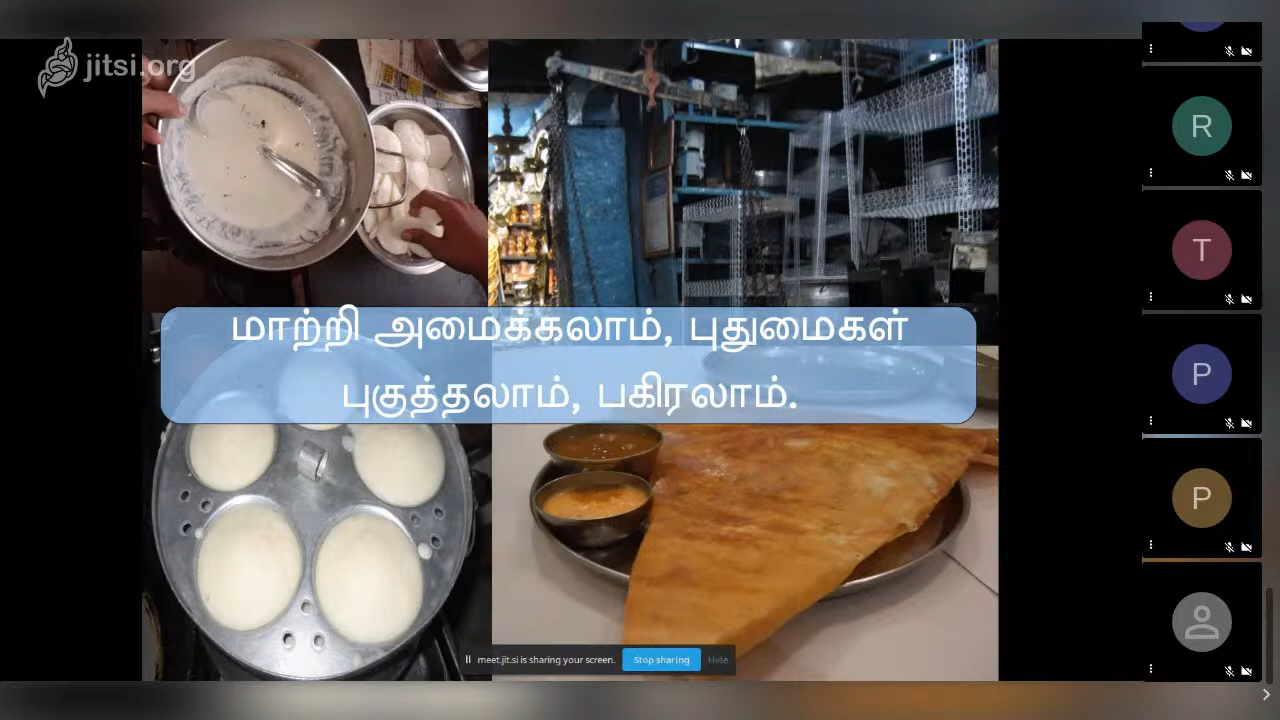 jitsi.org
மாற்றி அமைக்கலாம், புதுமைகள்
புகுத்தலாம், பகிரலாம்.
R
T
P
P
meet.jit.si is sharing your screen. Stop sharing Hide